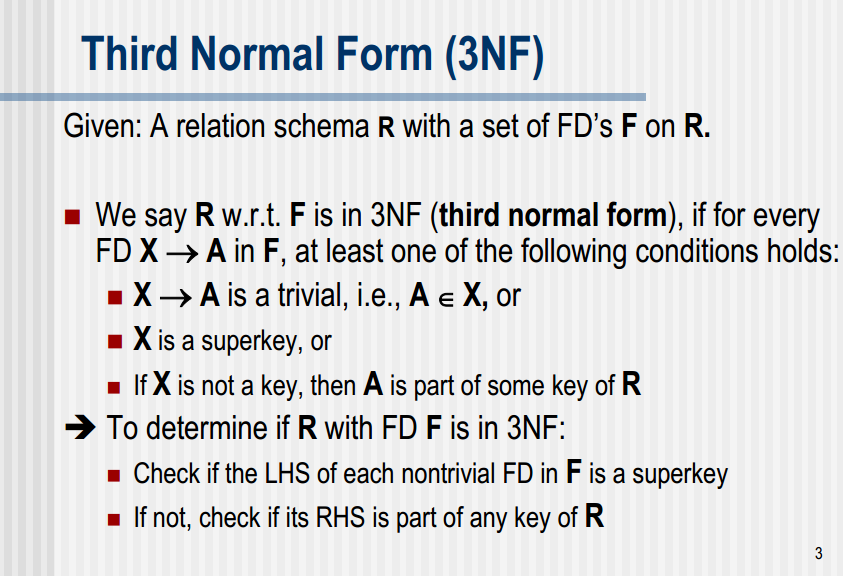 Third Normal Form (3NF)
Given: A relation schema R with a set of FD’s F on R.
■ We say R w.r.t. F is in 3NF (third normal form), if for every
FD X → A in F, at least one of the following conditions holds:
■ X → A is a trivial, i.e., A ∈ X, or
■ X is a superkey, or
■ If X is not a key, then A is part of some key of R
➔ To determine if R with FD F is in 3NF:
■ Check if the LHS of each nontrivial FD in F is a superkey
■ If not, check if its RHS is part of any key of R
3